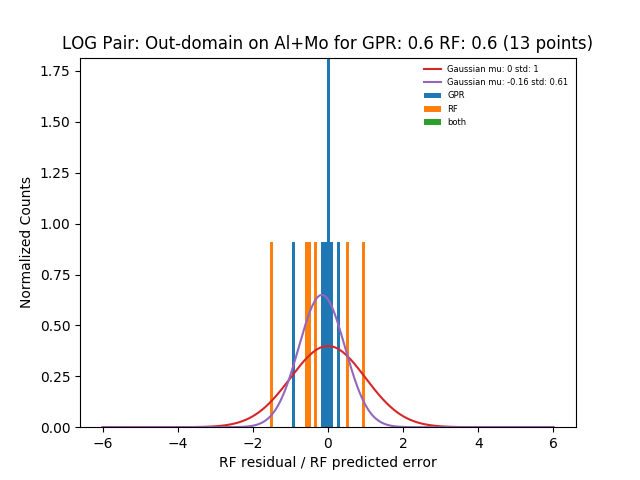 LOG Pair: Out-domain on Al+Mo for GPR: 0.6 RF: 0.6 (13 points)
Gaussian mu: 0 std: 1
Gaussian mu: -0.16 std: 0.61
GPR
RF
both
Normalized Counts
1.75
1.50
1.25
1.00
0.75
0.50
0.25
0.00
−6 −4 −2 0 2 4 6
RF residual / RF predicted error